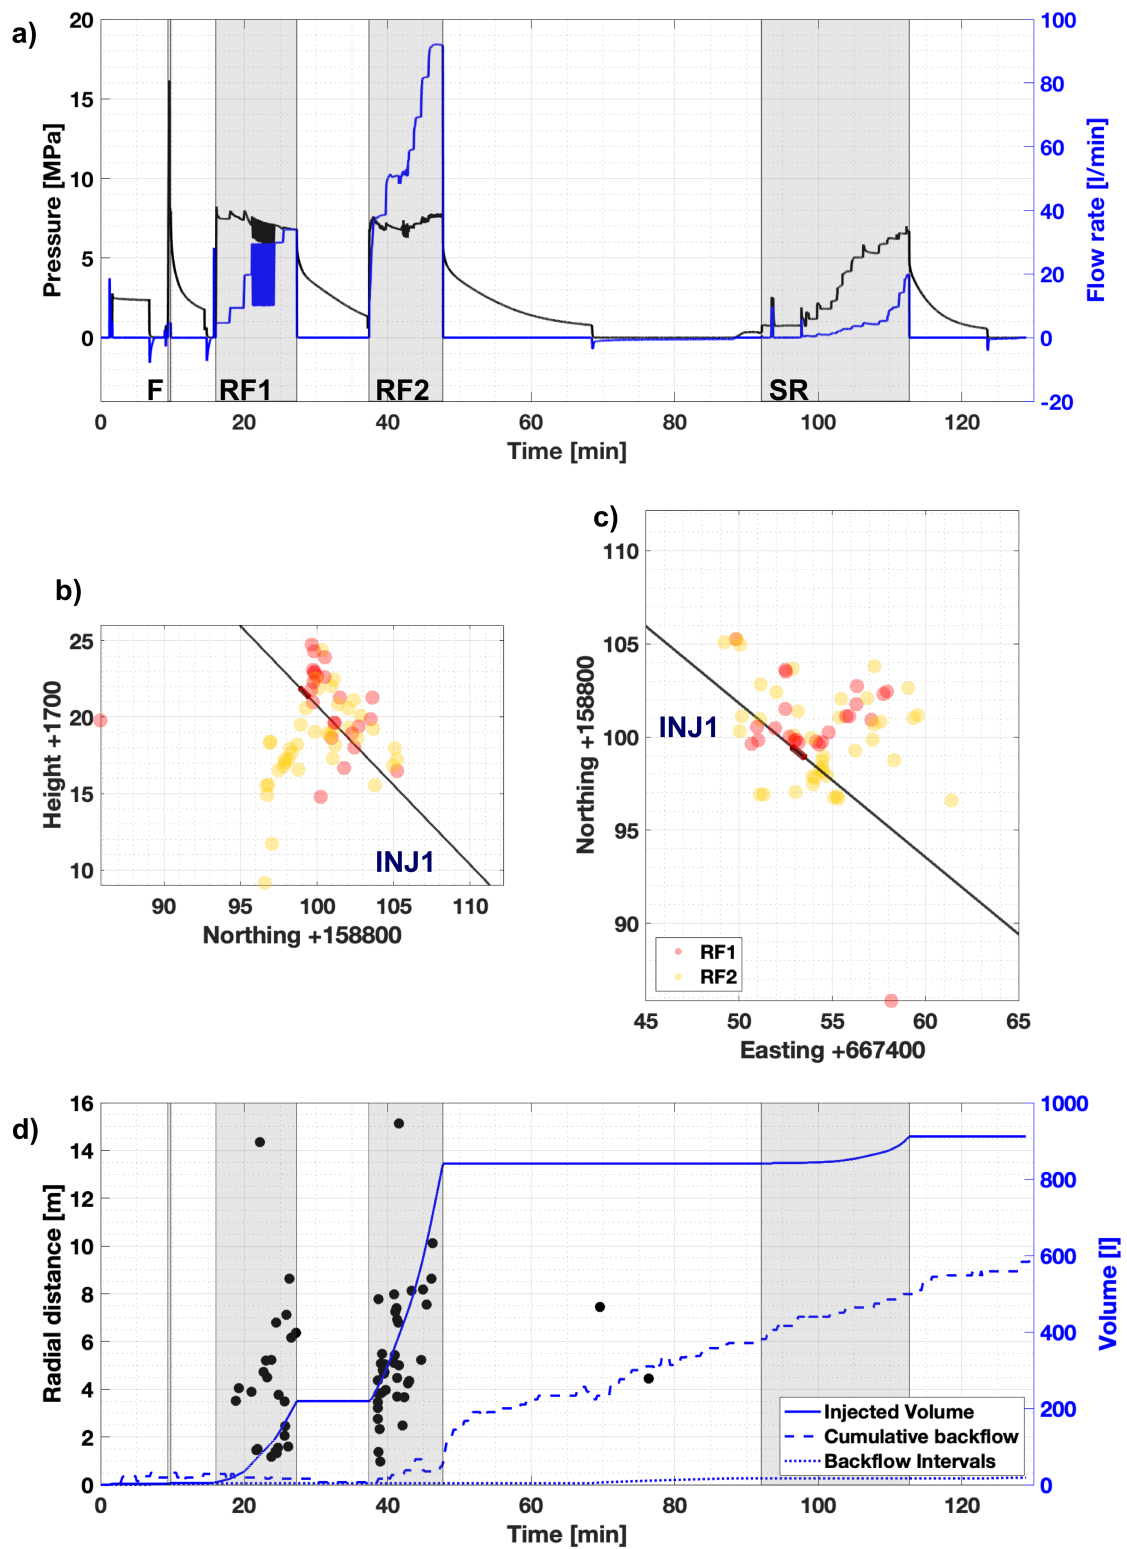 a)
20
15
10
5
0
Pressure [MPa]
100
80
60
40
20
0
-20
Flow rate [l/min]
F
RF1
RF2
SR
0
20
40
60
80
100
120
Time [min]
b)
25
20
15
10
Height +1700
INJ1
90
95
100
105
110
Northing +158800
c)
110
105
100
95
90
Northing +158800
INJ1
RF1
RF2
45
50
55
60
65
Easting +667400
d)
16
14
12
10
8
6
4
2
0
Radial distance [m]
1000
800
600
400
200
0
Volume [l]
Injected Volume
Cumulative backflow
Backflow Intervals
0
20
40
60
80
100
120
Time [min]